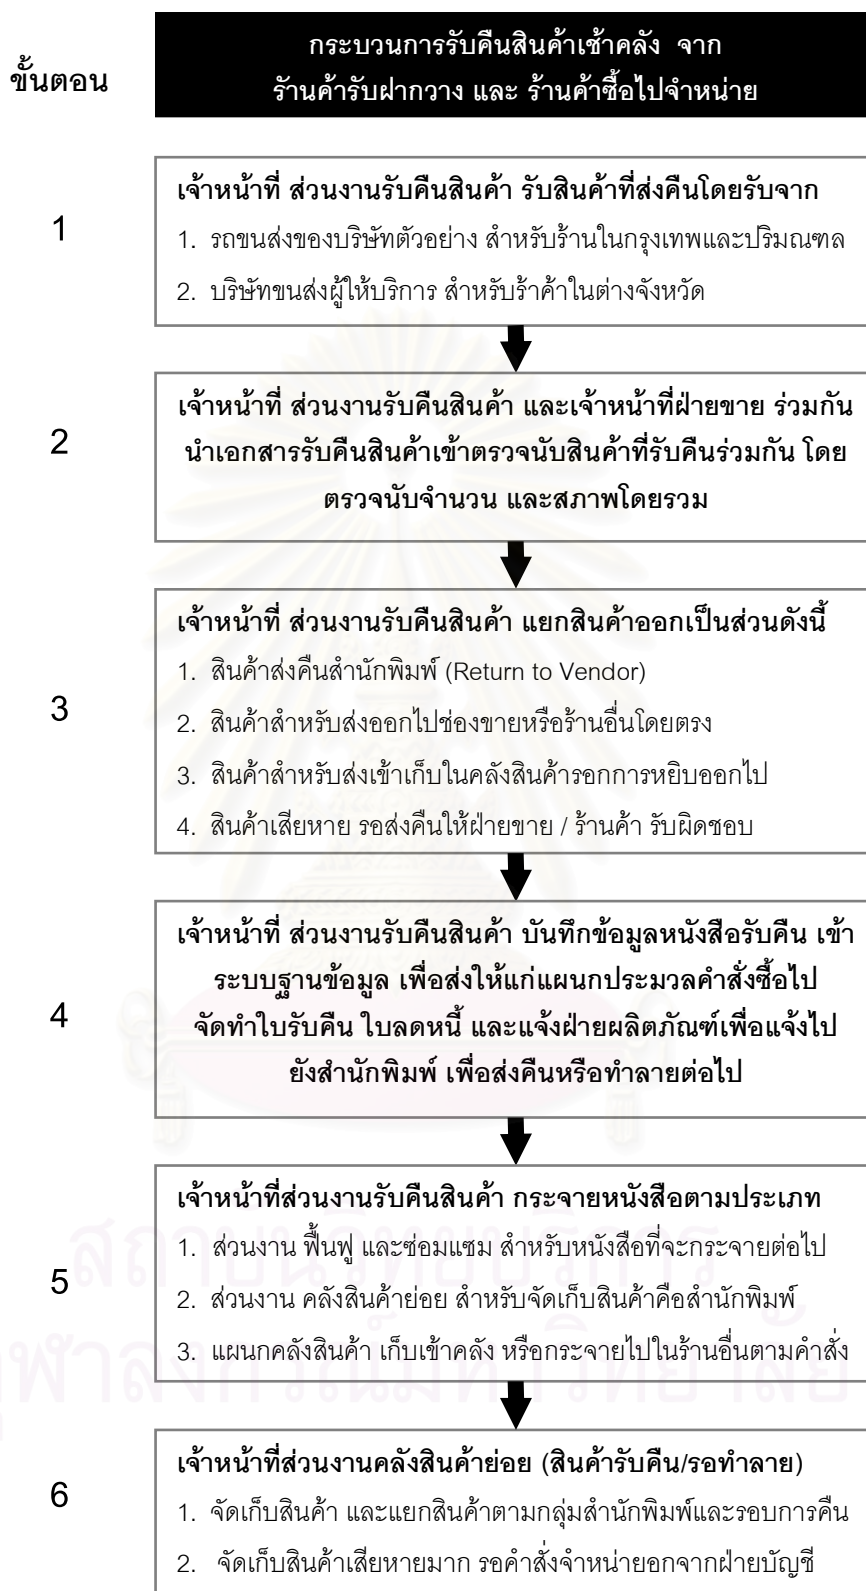 ขั้นตอน
กระบวนการรับคืนสินค้าเช้าคลัง จาก
ร้านค้ารับฝากวาง และ ร้านค้าซื้อไปจำหน่าย
1
เจ้าหน้าที่ ส่วนงานรับคืนสินค้า รับสินค้าที่ส่งคืนโดยรับจาก
1. รถขนส่งของบริษัทตัวอย่าง สำหรับร้านในกรุงเทพและปริมณฑล
2. บริษัทขนส่งผู้ให้บริการ สำหรับร้าค้าในต่างจังหวัด
2
เจ้าหน้าที่ ส่วนงานรับคืนสินค้า และเจ้าหน้าที่ฝ่ายขาย ร่วมกัน
นำเอกสารรับคืนสินค้าเข้าตรวจนับสินค้าที่รับคืนร่วมกัน โดย
ตรวจนับจำนวน และสภาพโดยรวม
3
เจ้าหน้าที่ ส่วนงานรับคืนสินค้า แยกสินค้าออกเป็นส่วนดังนี้
1. สินค้าส่งคืนสำนักพิมพ์ (Return to Vendor)
2. สินค้าสำหรับส่งออกไปช่องขายหรือร้านอื่นโดยตรง
3. สินค้าสำหรับส่งเข้าเก็บในคลังสินค้ารอกการหยิบออกไป
4. สินค้าเสียหาย รอส่งคืนให้ฝ่ายขาย / ร้านค้า รับผิดชอบ
4
เจ้าหน้าที่ ส่วนงานรับคืนสินค้า บันทึกข้อมูลหนังสือรับคืน เข้า
ระบบฐานข้อมูล เพื่อส่งให้แก่แผนกประมวลคำสั่งซื้อไป
จัดทำใบรับคืน ใบลดหนี้ และแจ้งฝ่ายผลิตภัณฑ์เพื่อแจ้งไป
ยังสำนักพิมพ์ เพื่อส่งคืนหรือทำลายต่อไป
5
เจ้าหน้าที่ส่วนงานรับคืนสินค้า กระจายหนังสือตามประเภท
1. ส่วนงาน ฟื้นฟู และซ่อมแซม สำหรับหนังสือที่จะกระจายต่อไป
2. ส่วนงาน คลังสินค้าย่อย สำหรับจัดเก็บสินค้าคือสำนักพิมพ์
3. แผนกคลังสินค้า เก็บเข้าคลัง หรือกระจายไปในร้านอื่นตามคำสั่ง
สถาบันวิทยบริการ
จุฬาลงกรณ์มหาวิทยาลัย
6
เจ้าหน้าที่ส่วนงานคลังสินค้าย่อย (สินค้ารับคืน/รอทำลาย)
1. จัดเก็บสินค้า และแยกสินค้าตามกลุ่มสำนักพิมพ์และรอบการคืน
2. จัดเก็บสินค้าเสียหายมาก รอคำสั่งจำหน่ายอกจากฝ่ายบัญชี